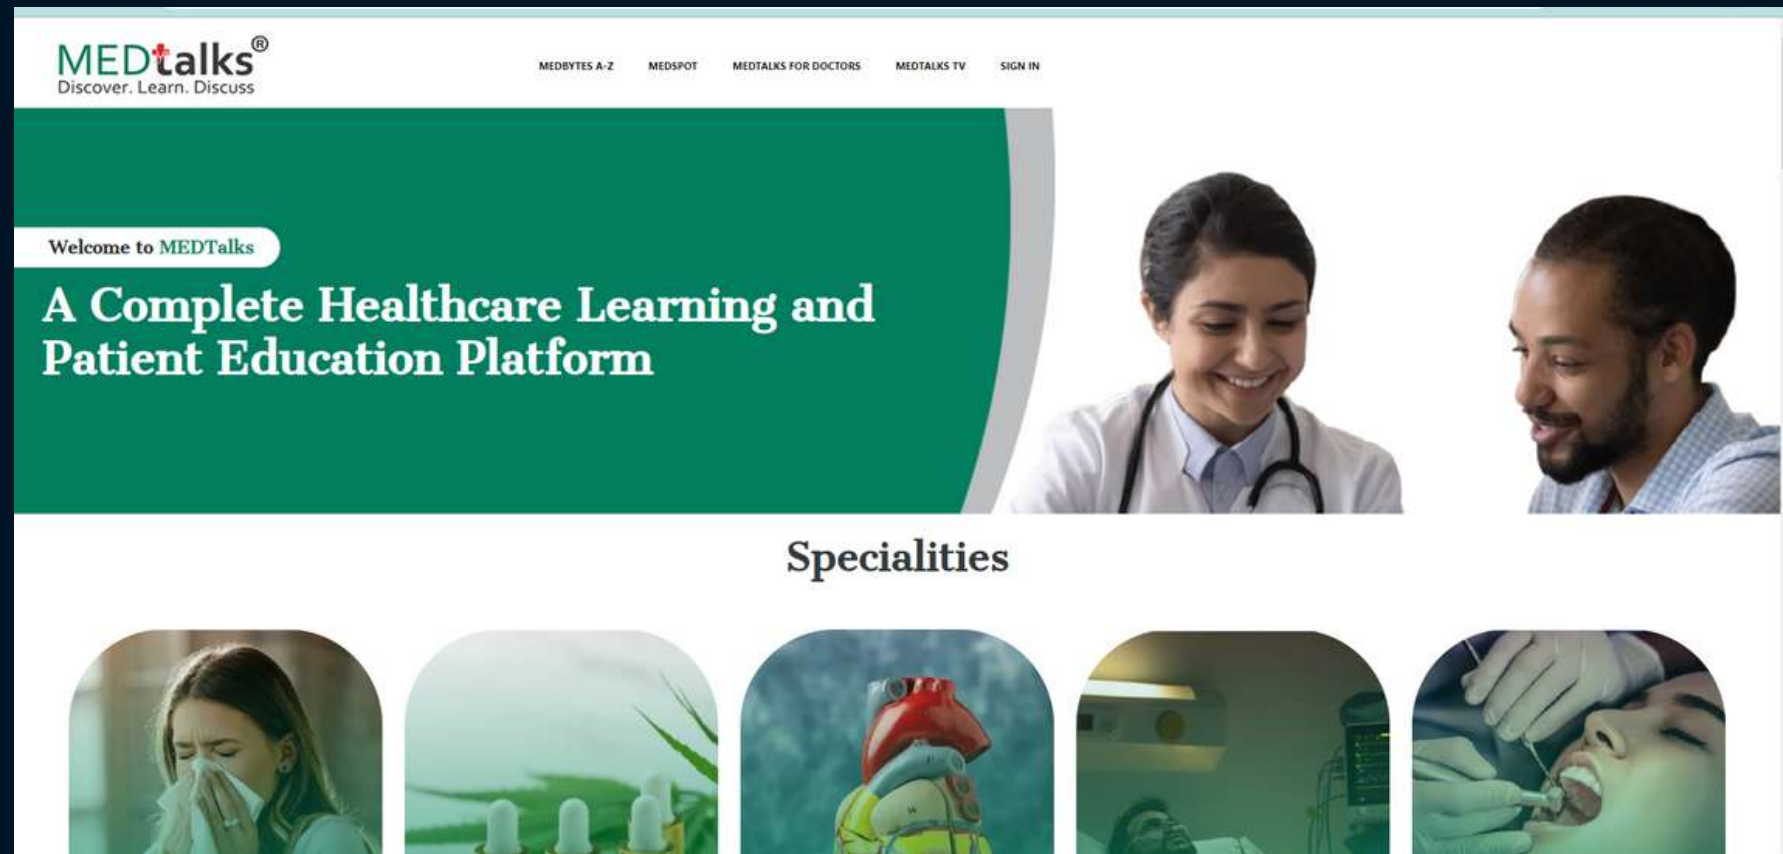 MEDtalks®
Discover. Learn. Discuss
MEDBYTES A-Z MEDSPOT MEDTALKS FOR DOCTORS MEDTALKS TV SIGN IN
Welcome to MEDTalks
A Complete Healthcare Learning and
Patient Education Platform
Specialities